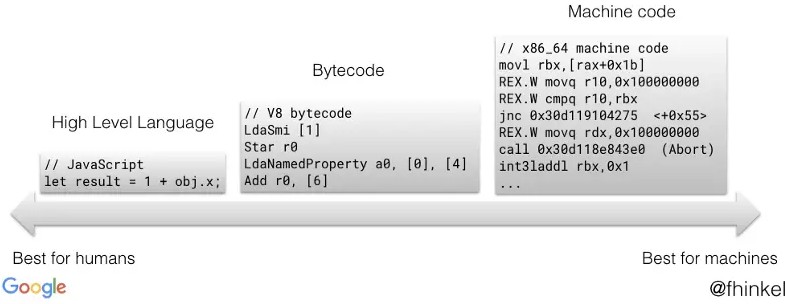 Machine code
// x86_64 machine code
movl rbx,[rax+0x1b]
REX.W movq r10,0x100000000
REX.W cmpq r10,rbx
jnc 0x30d119104275  <+0x55>
REX.W movq rdx,0x100000000
call 0x30d118e843e0  (Abort)
int3laddl rbx,0x1
...
Bytecode
// V8 bytecode
LdaSmi [1]
Star r0
LdaNamedProperty a0, [0], [4]
Add r0, [6]
High Level Language
// JavaScript
let result = 1 + obj.x;
Best for humans
Best for machines
Google
@fhinkel